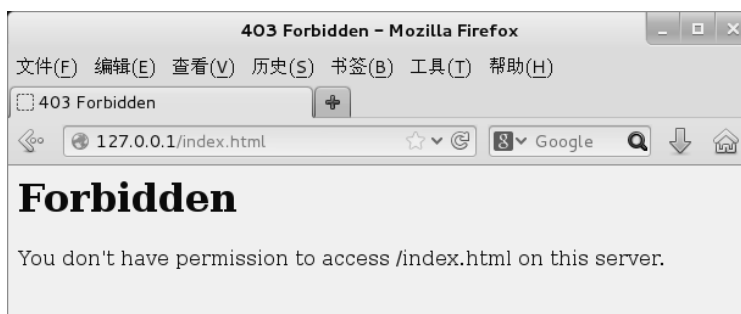 403 Forbidden - Mozilla Firefox
文件(F) 编辑(E) 查看(V) 历史(S) 书签(B) 工具(T) 帮助(H)
403 Forbidden
127.0.0.1/index.html
8 Google
Forbidden
You don't have permission to access /index.html on this server.